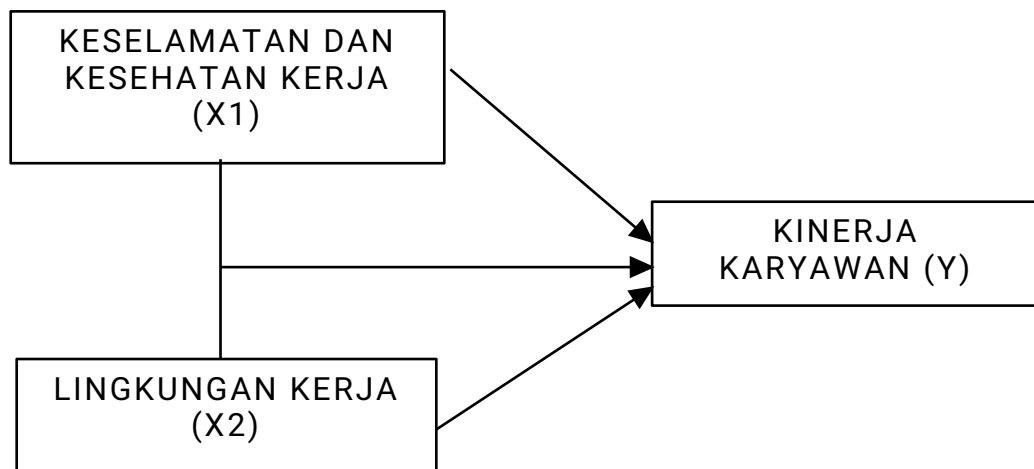 KESELAMATAN DAN
KESEHATAN KERJA
(X1)
KINERJA
KARYAWAN (Y)
LINGKUNGAN KERJA
(X2)